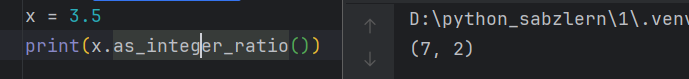 x = 3.5
print(x.as_integer_ratio())
D:\python_sabzlern\1\.venv
(7, 2)